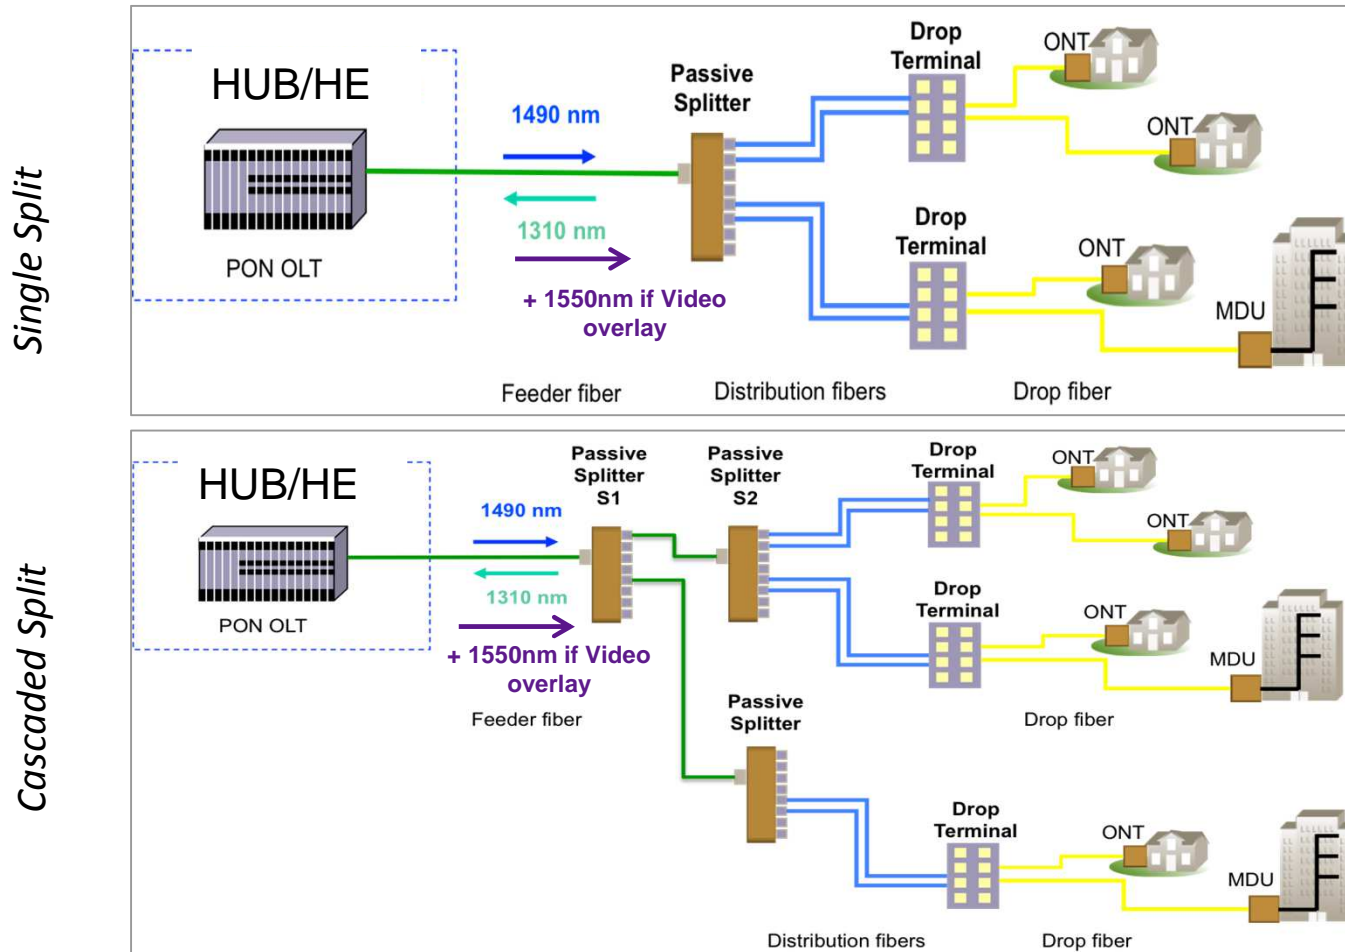 Single Split
HUB/HE
PON OLT
1490 nm
1310 nm
+ 1550nm if Video
overlay
Passive
Splitter
Drop
Terminal
ONT
ONT
Drop
Terminal
ONT
MDU
Feeder fiber
Distribution fibers
Drop fiber
Cascaded Split
HUB/HE
PON OLT
1490 nm
1310 nm
+ 1550nm if Video
overlay
Feeder fiber
Passive
Splitter
S1
Passive
Splitter
S2
Drop
Terminal
ONT
ONT
Drop
Terminal
ONT
MDU
Drop fiber
Passive
Splitter
Drop
Terminal
ONT
MDU
Distribution fibers
Drop fiber